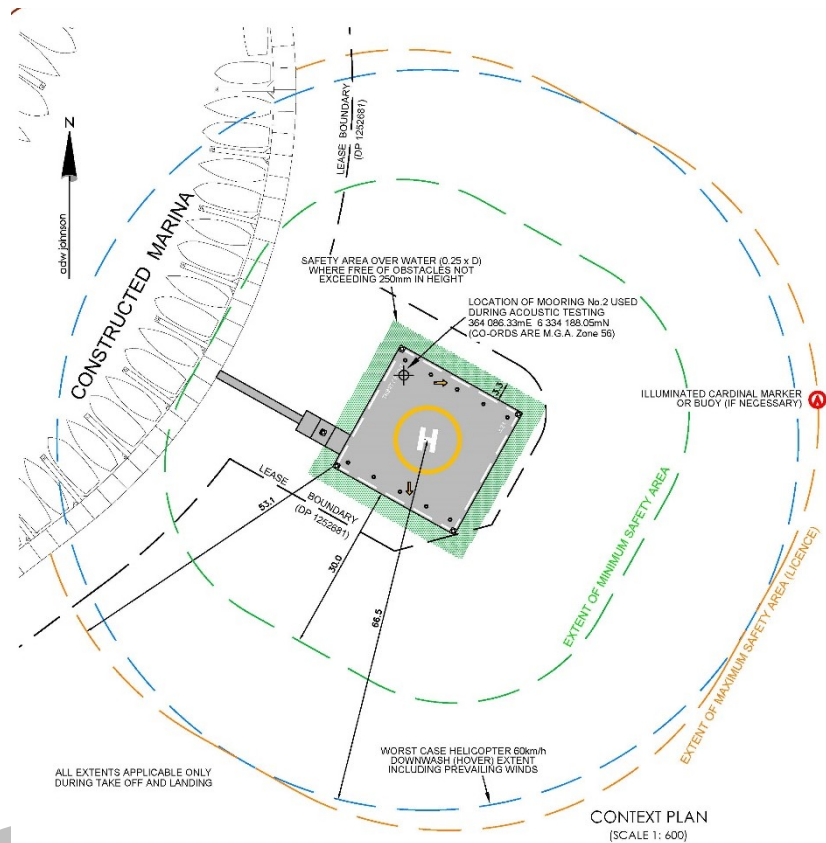 N
adw johnson
CONSTRUCTED MARINA
LEASE BOUNDARY
(DP 1252681)
SAFETY AREA OVER WATER (0.25 x D)
WHERE FREE OF OBSTACLES NOT
EXCEEDING 250mm IN HEIGHT
LOCATION OF MOORING No.2 USED
DURING ACOUSTIC TESTING
364 086.33mE 6 334 188.05mN
(CO-ORDS ARE M.G.A. Zone 56)
3.3
ILLUMINATED CARDINAL MARKER
OR BUOY (IF NECESSARY)
H
LEASE BOUNDARY
(DP 1252681)
53.1
30.0
66.5
EXTENT OF MINIMUM SAFETY AREA
EXTENT OF MAXIMUM SAFETY AREA (LICENCE)
WORST CASE HELICOPTER 60km/h
DOWNWASH (HOVER) EXTENT
INCLUDING PREVAILING WINDS
ALL EXTENTS APPLICABLE ONLY
DURING TAKE OFF AND LANDING
CONTEXT PLAN
(SCALE 1: 600)